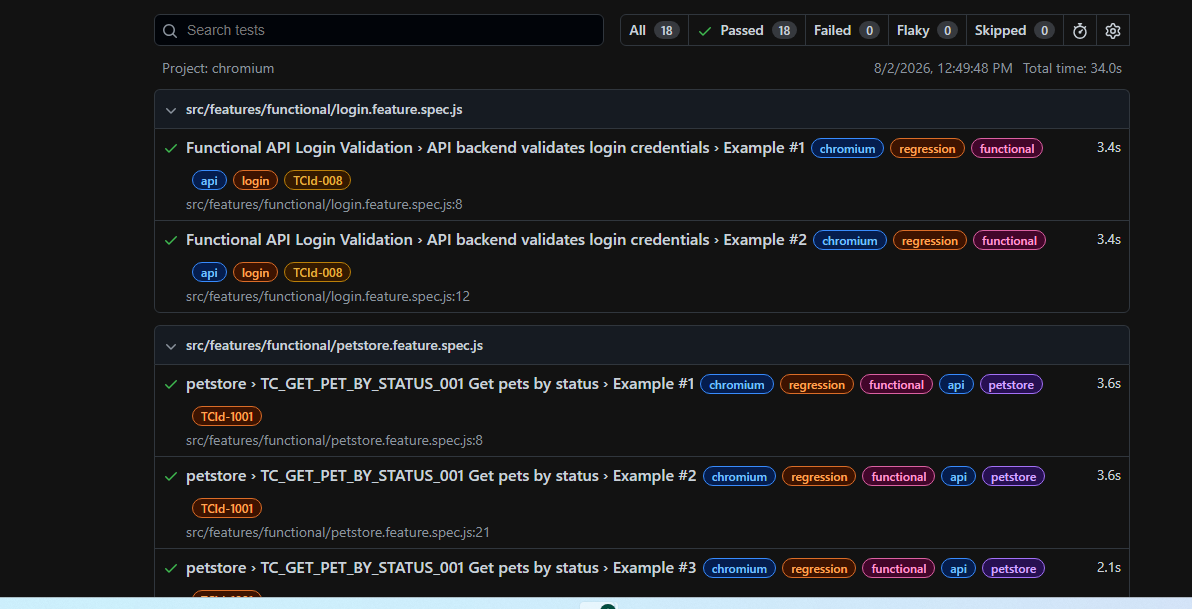 Search tests
All 18 Passed 18 Failed 0 Flaky 0 Skipped 0
Project: chromium 8/2/2026, 12:49:48 PM Total time: 34.0s
src/features/functional/login.feature.spec.js
Functional API Login Validation › API backend validates login credentials › Example #1 chromium regression functional 3.4s
api login TCId-008
src/features/functional/login.feature.spec.js:8
Functional API Login Validation › API backend validates login credentials › Example #2 chromium regression functional 3.4s
api login TCId-008
src/features/functional/login.feature.spec.js:12
src/features/functional/petstore.feature.spec.js
petstore › TC_GET_PET_BY_STATUS_001 Get pets by status › Example #1 chromium regression functional api petstore 3.6s
TCId-1001
src/features/functional/petstore.feature.spec.js:8
petstore › TC_GET_PET_BY_STATUS_001 Get pets by status › Example #2 chromium regression functional api petstore 3.6s
TCId-1001
src/features/functional/petstore.feature.spec.js:21
petstore › TC_GET_PET_BY_STATUS_001 Get pets by status › Example #3 chromium regression functional api petstore 2.1s